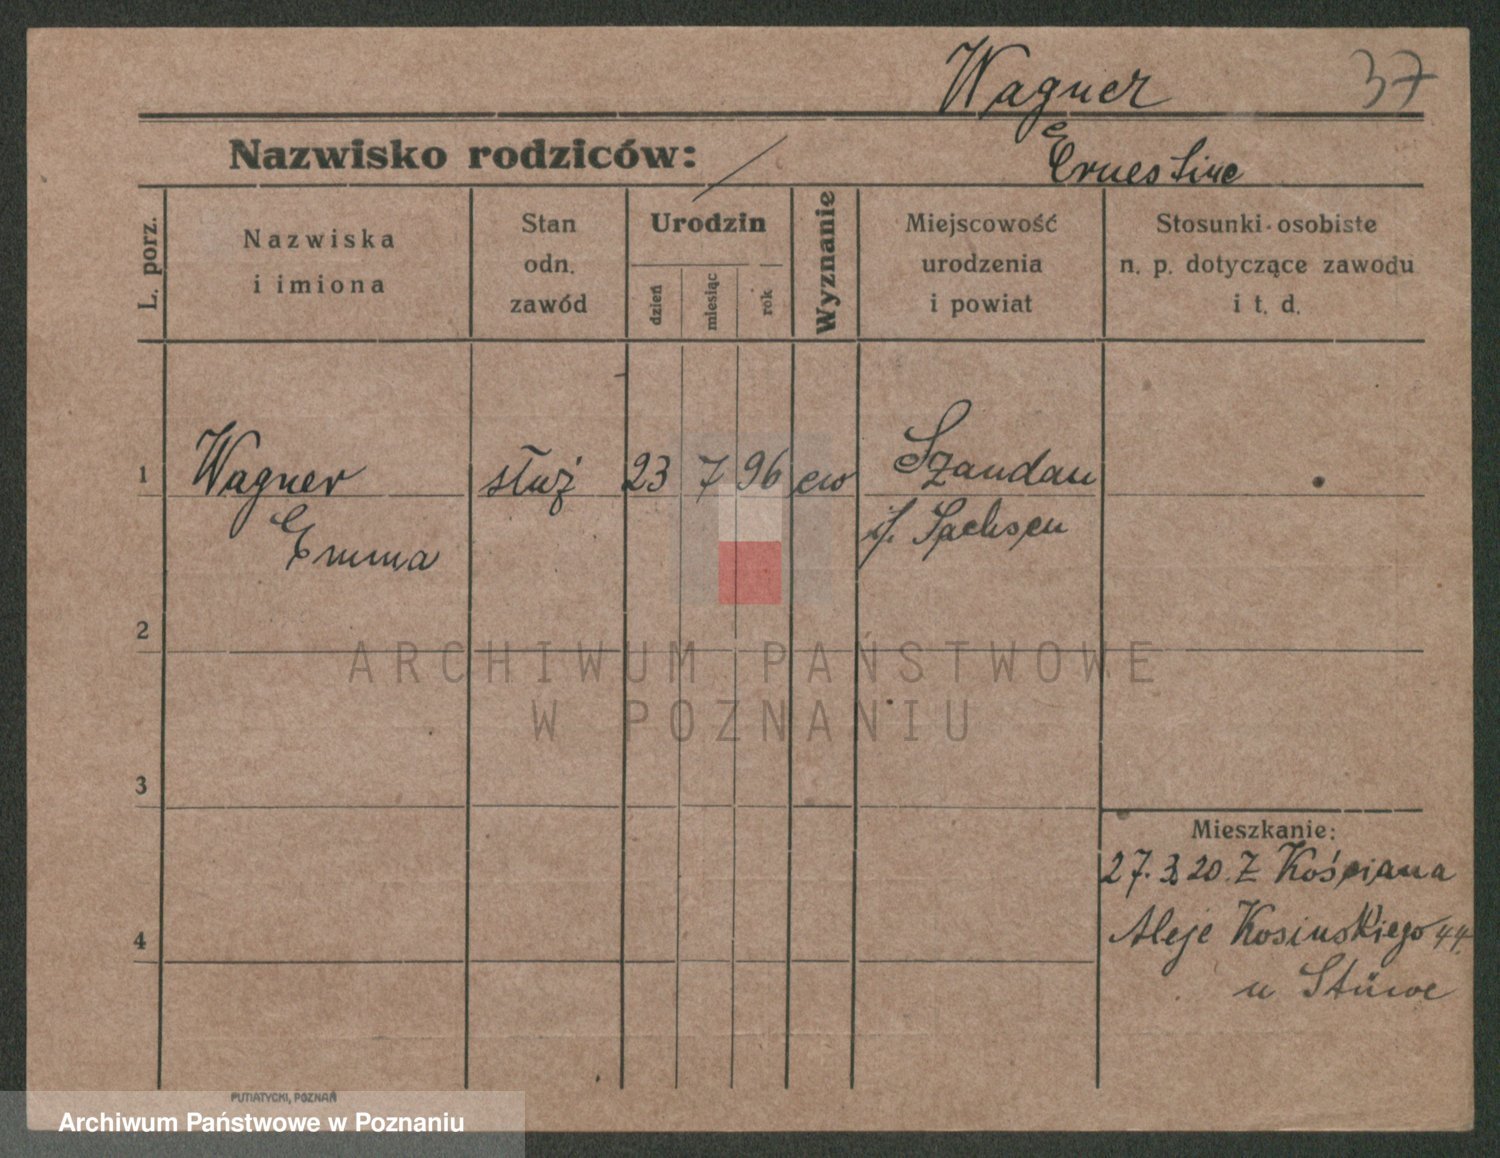 Wagner 37
Nazwisko rodziców:
Ernestine
L. porz.
Nazwiska
i imiona
Stan
odn.
zawód
Urodzin
dzień
miesiąc
rok
Wyznanie
Miejscowość
urodzenia
i powiat
Stosunki osobiste
n. p. dotyczące zawodu
i t. d.
1 Wagner służ 23 7 96 ew Szandau
Emma i/. Sachsen
2
ARCHIWUM PAŃSTWOWE
W POZNANIU
3
Mieszkanie:
27. 3. 20. Z Kościana
4 Aleje Kosinskiego 44
u Stüwe
PUTIATYCKI, POZNAŃ
Archiwum Państwowe w Poznaniu